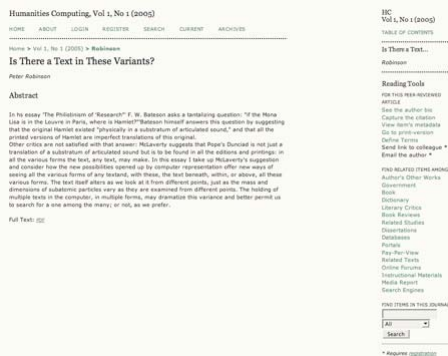 Humanities Computing, Vol 1, No 1 (2005)
HOME ABOUT LOGIN REGISTER SEARCH CURRENT ARCHIVES
Home > Vol 1, No 1 (2005) > Robinson
Is There a Text in These Variants?
Peter Robinson
Abstract
In his essay 'The Philistinism of "Research"' F. W. Bateson asks a tantalising question: "if the Mona
Lisa is in the Louvre in Paris, where is Hamlet?"Bateson himself answers this question by suggesting
that the original Hamlet existed "physically in a substratum of articulated sound," and that all the
printed versions of Hamlet are imperfect translations of this original.
Other critics are not satisfied with that answer: McLaverty suggests that Pope's Dunciad is not just a
translation of a substratum of articulated sound but is to be found in all the editions and printings: in
all the various forms the text, any text, may make. In this essay I take up McLaverty's suggestion
and consider how the new possibilities opened up by computer representation offer new ways of
seeing all the various forms of any text and, with these, the text beneath, within, or above, all these
various forms. The text itself alters as we look at it from different points, just as the mass and
dimensions of subatomic particles vary as they are examined from different points. The holding of
multiple texts in the computer, in multiple forms, may dramatize this variance and better permit us
to search for a one among the many; or not, as we prefer.
Full Text:
HC
Vol 1, No 1 (2005)
TABLE OF CONTENTS
Is There a Text...
Robinson
Reading Tools
FOR THIS PEER-REVIEWED
ARTICLE
See the author bio
Capture the citation
View item's metadata
Go to print-version
Define Terms
Send link to colleague *
Email the author *
FIND RELATED ITEMS AMONG
Author's Other Works
Government
Book
Dictionary
Literary Critics
Book Reviews
Related Studies
Dissertations
Databases
Portals
Pay-Per-View
Related Texts
Online Forums
Instructional Materials
Media Report
Search Engines
FIND ITEMS IN THIS JOURNAL
All
Search
* Requires registration